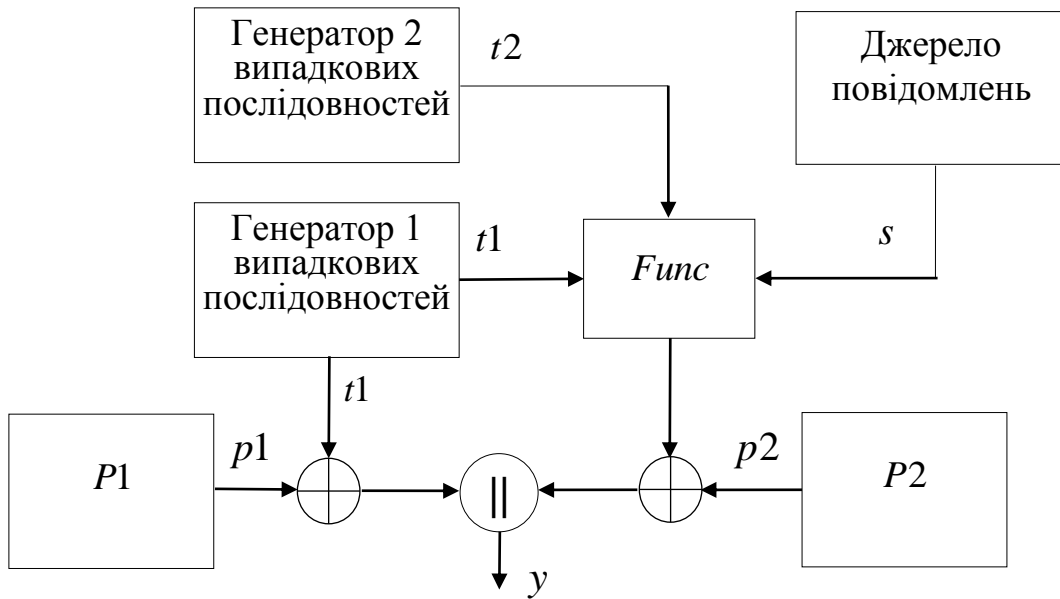 Генератор 2
випадкових
послідовностей
t2
Джерело
повідомлень
Генератор 1
випадкових
послідовностей
t1
Func
s
t1
P1
p1
||
p2
P2
y